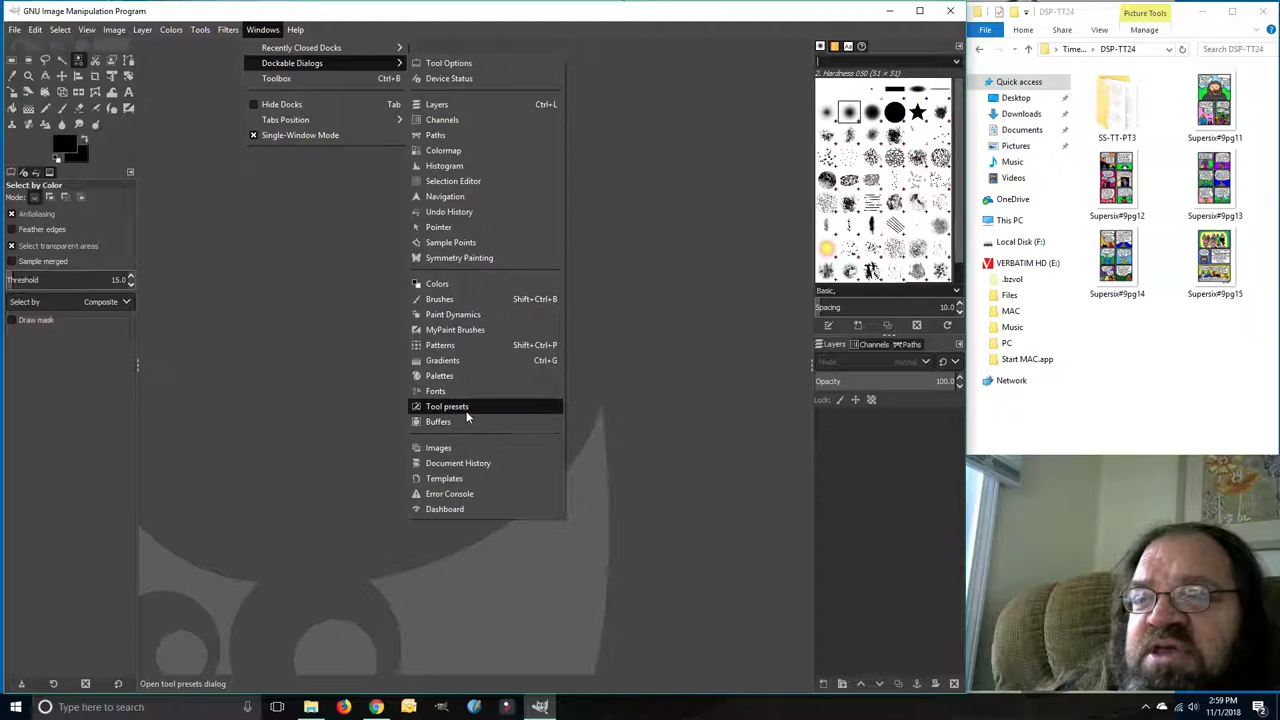 GNU Image Manipulation Program
File Edit Select View Image Layer Colors Tools Filters Windows Help
Recently Closed Docks
Dockable Dialogs
Toolbox Ctrl+B
Hide Docks Tab
Tabs Position
Single-Window Mode
Tool Options
Device Status
Layers Ctrl+L
Channels
Paths
Colormap
Histogram
Selection Editor
Navigation
Undo History
Pointer
Sample Points
Symmetry Painting
Colors
Brushes Shift+Ctrl+B
Paint Dynamics
MyPaint Brushes
Patterns Shift+Ctrl+P
Gradients Ctrl+G
Palettes
Fonts
Tool presets
Buffers
Images
Document History
Templates
Error Console
Dashboard
Select by Color
Mode:
Antialiasing
Feather edges
Select transparent areas
Sample merged
Threshold 15.0
Select by Composite
Draw mask
Open tool presets dialog
2. Hardness 050 (51 × 51)
Basic,
Spacing 10.0
Layers Channels Paths
Mode normal
Opacity 100.0
Lock:
DSP-TT24
Picture Tools
File Home Share View Manage
Time... DSP-TT24 Search DSP-TT24
Quick access
Desktop
Downloads
Documents
Pictures
Music
Videos
OneDrive
This PC
Local Disk (F:)
VERBATIM HD (E:)
.bzvol
Files
MAC
Music
PC
Start MAC.app
Network
SS-TT-PT3 Supersix#9pg11
Supersix#9pg12 Supersix#9pg13
Supersix#9pg14 Supersix#9pg15
Type here to search
2:59 PM
11/1/2018
2